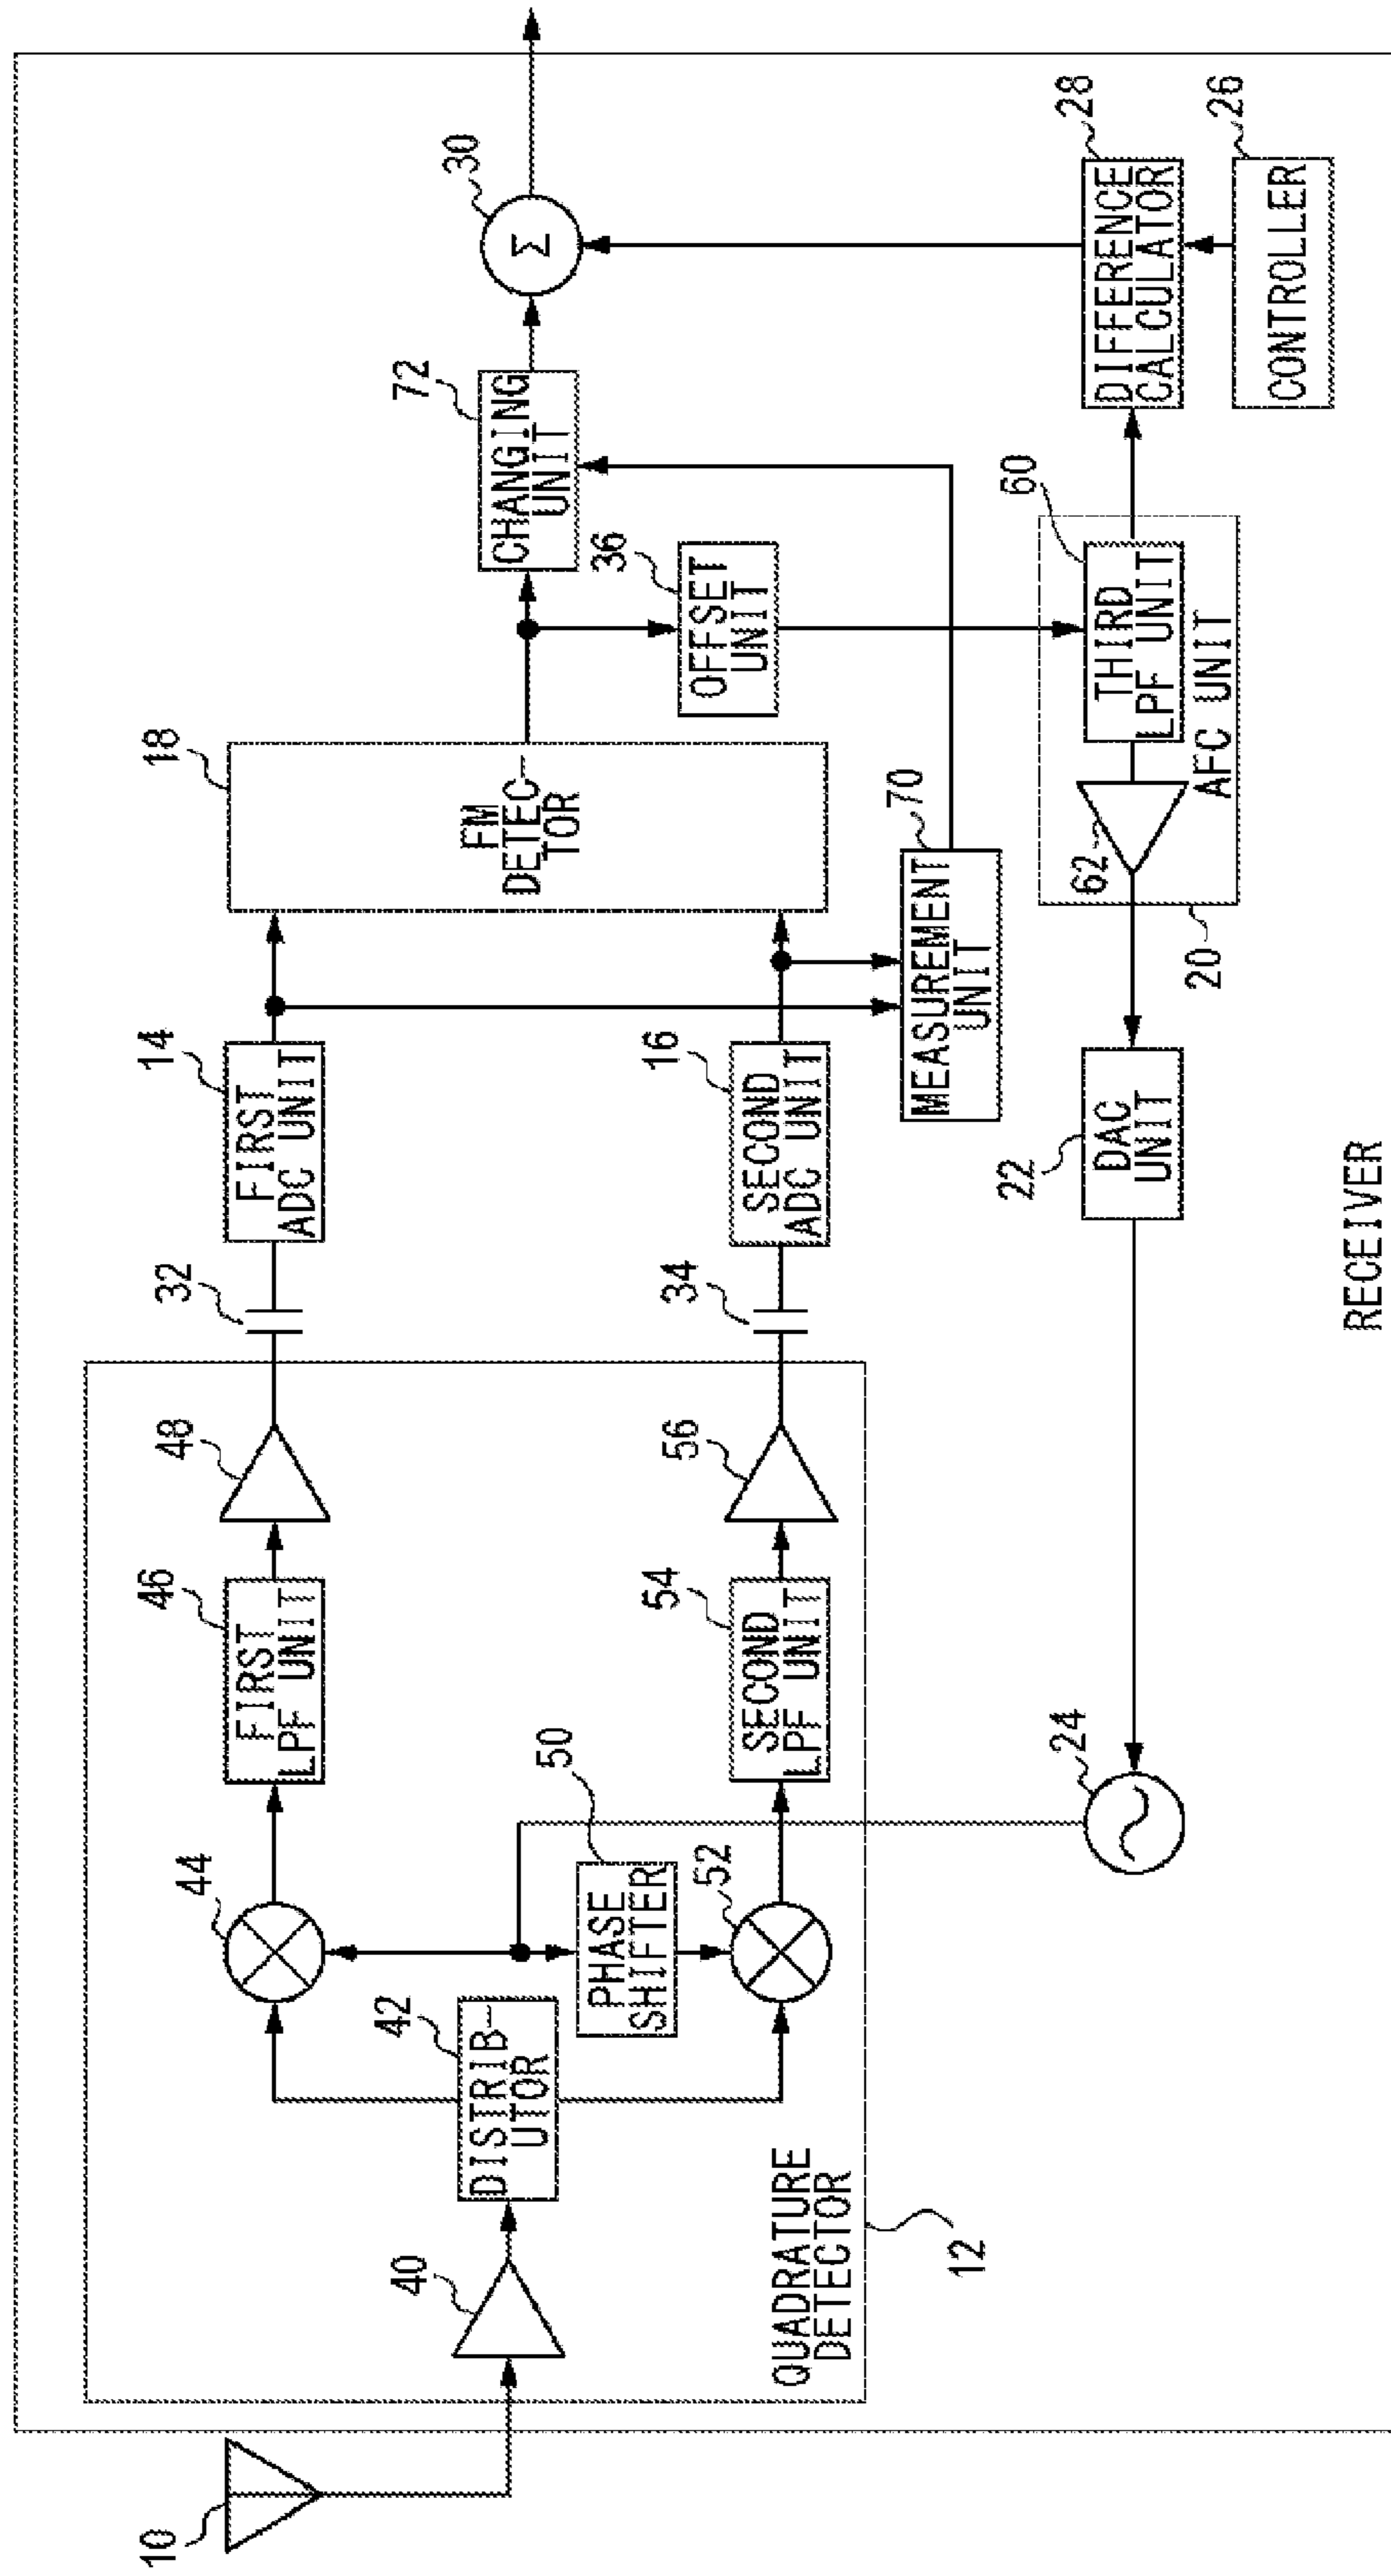 10
40
42
DISTRIB-
UTOR
44
PHASE
SHIFTER
50
52
46
FIRST
LPF UNIT
54
SECOND
LPF UNIT
48
56
QUADRATURE
DETECTOR
12
32
34
14
FIRST
ADC UNIT
16
SECOND
ADC UNIT
18
FM
DETEC-
TOR
MEASUREMENT
UNIT
70
OFFSET
UNIT
36
CHANGING
UNIT
72
30
Σ
24
22
DAC
UNIT
62
THIRD
LPF UNIT
60
AFC UNIT
20
DIFFERENCE
CALCULATOR
28
CONTROLLER
26
RECEIVER